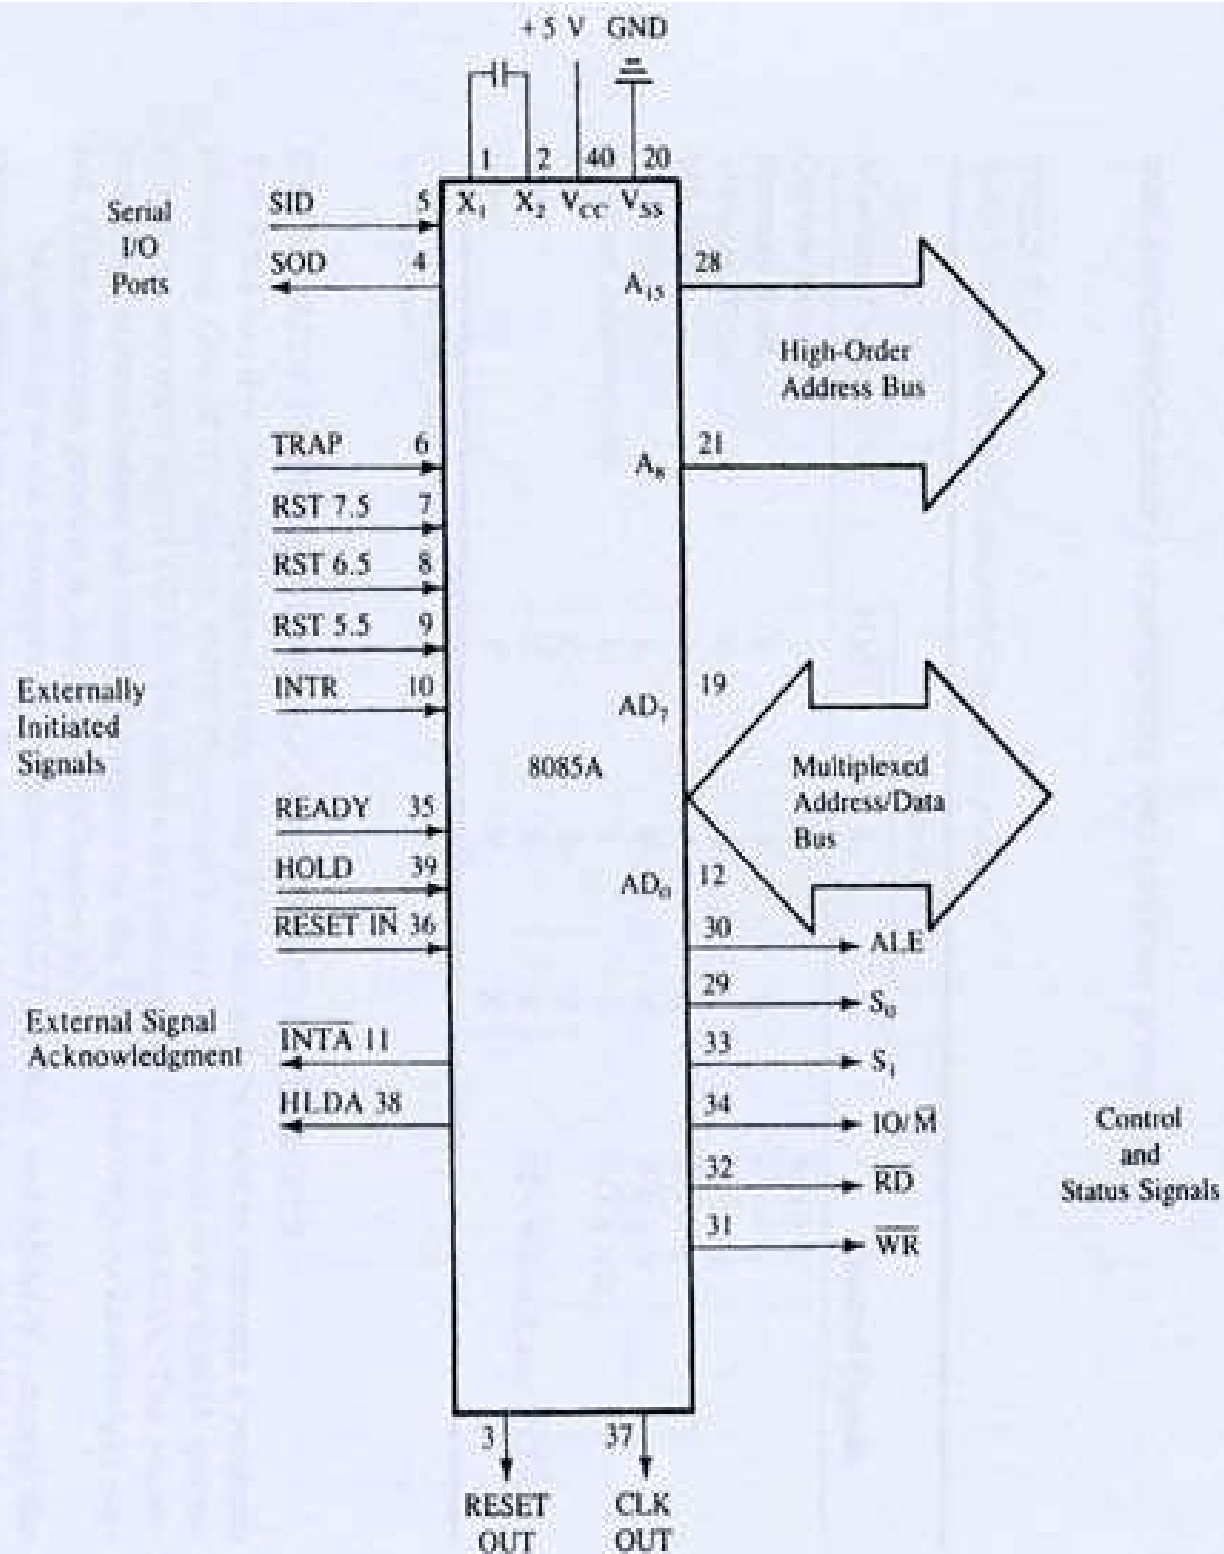 +5 V GND
1 2 40 20
X1 X2 VCC VSS
Serial
I/O
Ports
SID 5
SOD 4
A15 28
High-Order
Address Bus
A8 21
TRAP 6
RST 7.5 7
RST 6.5 8
RST 5.5 9
INTR 10
Externally
Initiated
Signals
READY 35
HOLD 39
RESET IN 36
8085A
AD7 19
Multiplexed
Address/Data
Bus
AD0 12
30 ALE
29 S0
33 S1
34 IO/M
32 RD
31 WR
Control
and
Status Signals
External Signal
Acknowledgment
INTA 11
HLDA 38
3 37
RESET
OUT
CLK
OUT